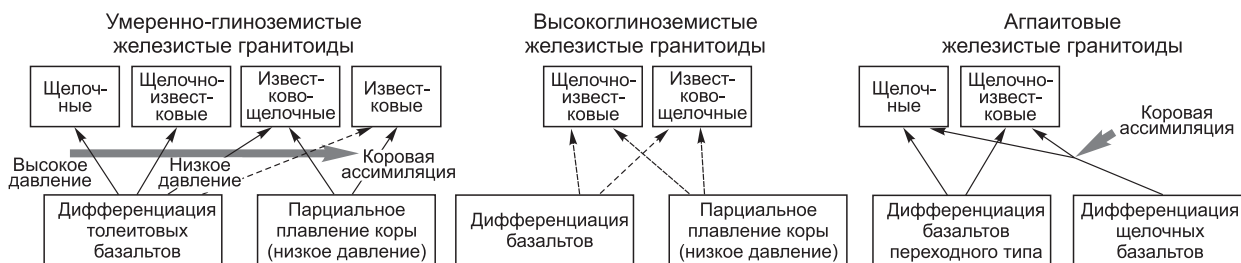 Умеренно-глиноземистые
железистые гранитоиды
Щелоч-
ные
Щелочно-
извест-
ковые
Извест-
ково-
щелочные
Извест-
ковые
Высокое
давление
Низкое
давление
Коровая
ассимиляция
Дифференциация
толеитовых
базальтов
Парциальное
плавление коры
(низкое давление)
Высокоглиноземистые
железистые гранитоиды
Щелочно-
извест-
ковые
Извест-
ково-
щелочные
Дифференциация
базальтов
Парциальное
плавление коры
(низкое давление)
Агпаитовые
железистые гранитоиды
Щелоч-
ные
Щелочно-
извест-
ковые
Коровая
ассимиляция
Дифференциация
базальтов
переходного типа
Дифференциация
щелочных
базальтов